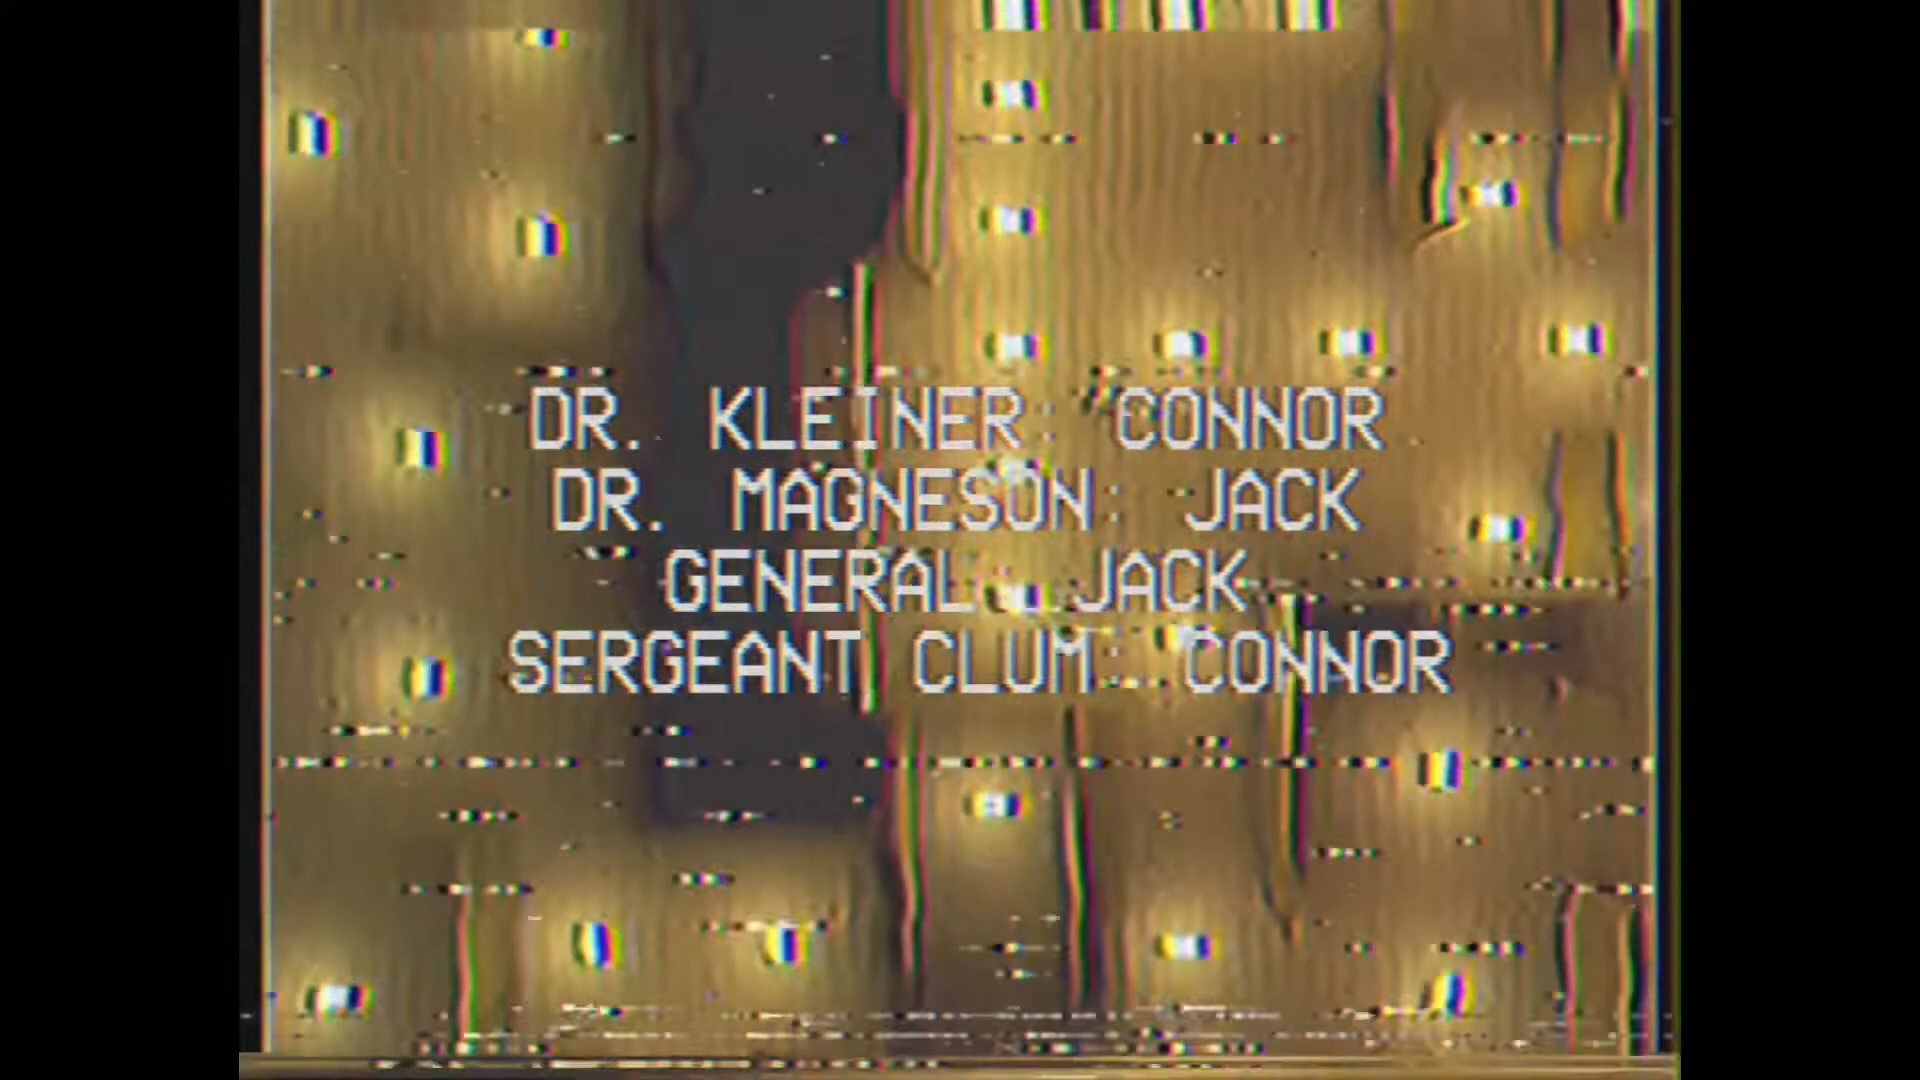 DR. KLEINER: CONNOR
DR. MAGNESON: JACK
GENERAL: JACK
SERGEANT CLUM: CONNOR